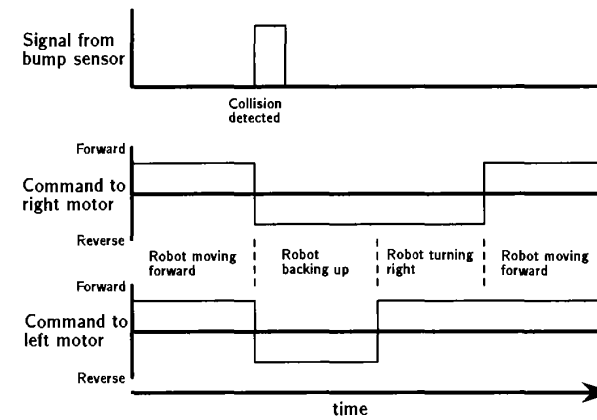 Signal from
bump sensor
Collision
detected
Forward
Command to
right motor
Reverse
Robot moving
forward
Robot
backing up
Robot turning
right
Robot moving
forward
Forward
Command to
left motor
Reverse
time